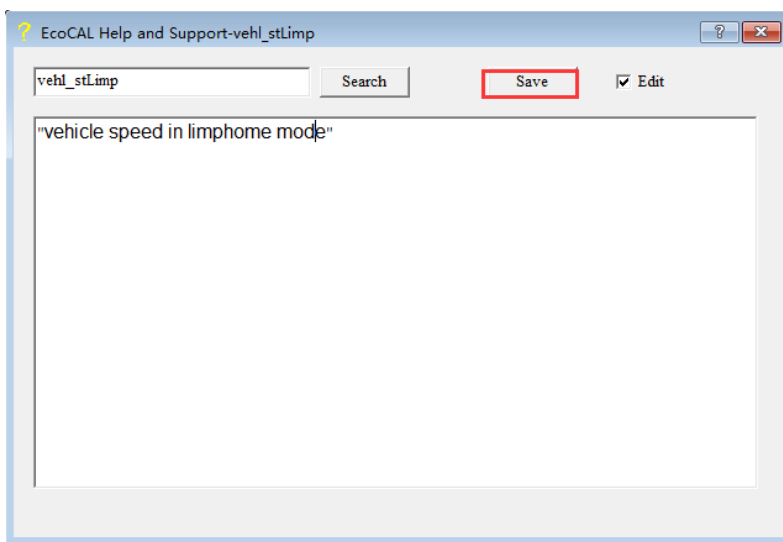 EcoCAL Help and Support-vehl_stLimp
vehl_stLimp Search Save Edit
"vehicle speed in limphome mode"